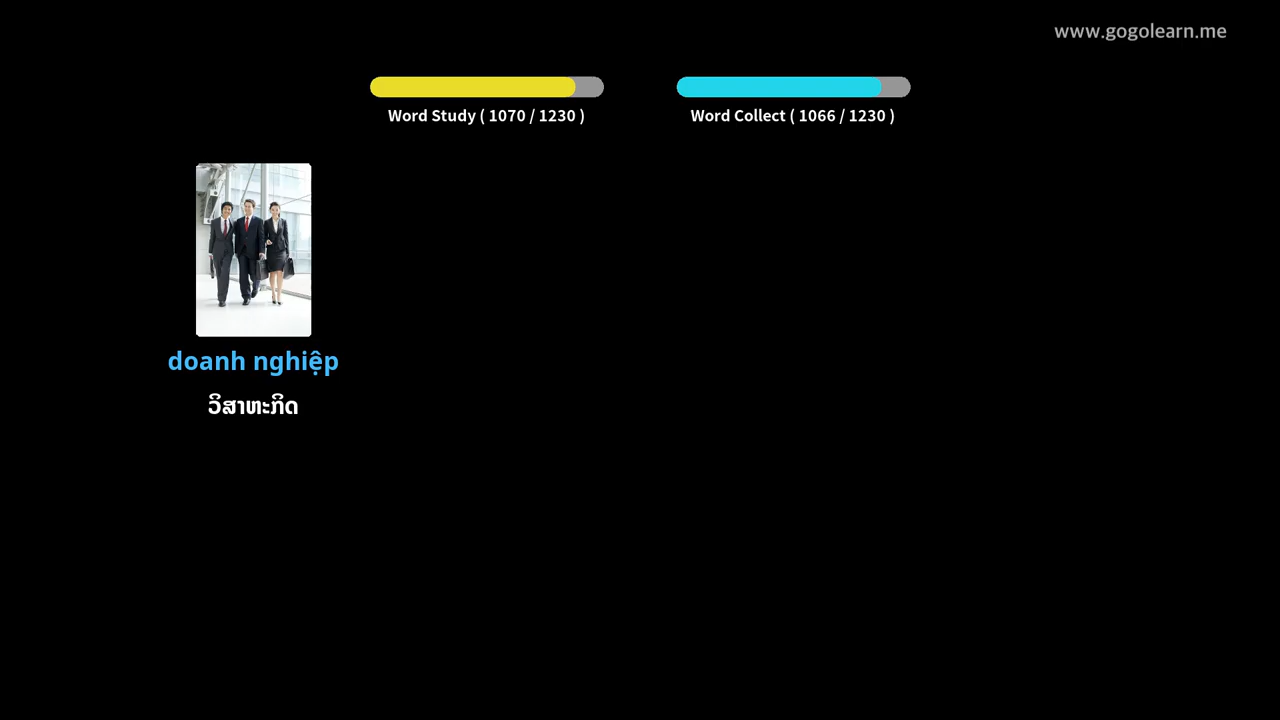 www.gogolearn.me
Word Study ( 1070 / 1230 )
Word Collect ( 1066 / 1230 )
doanh nghiệp
ວິສາຫະກິດ